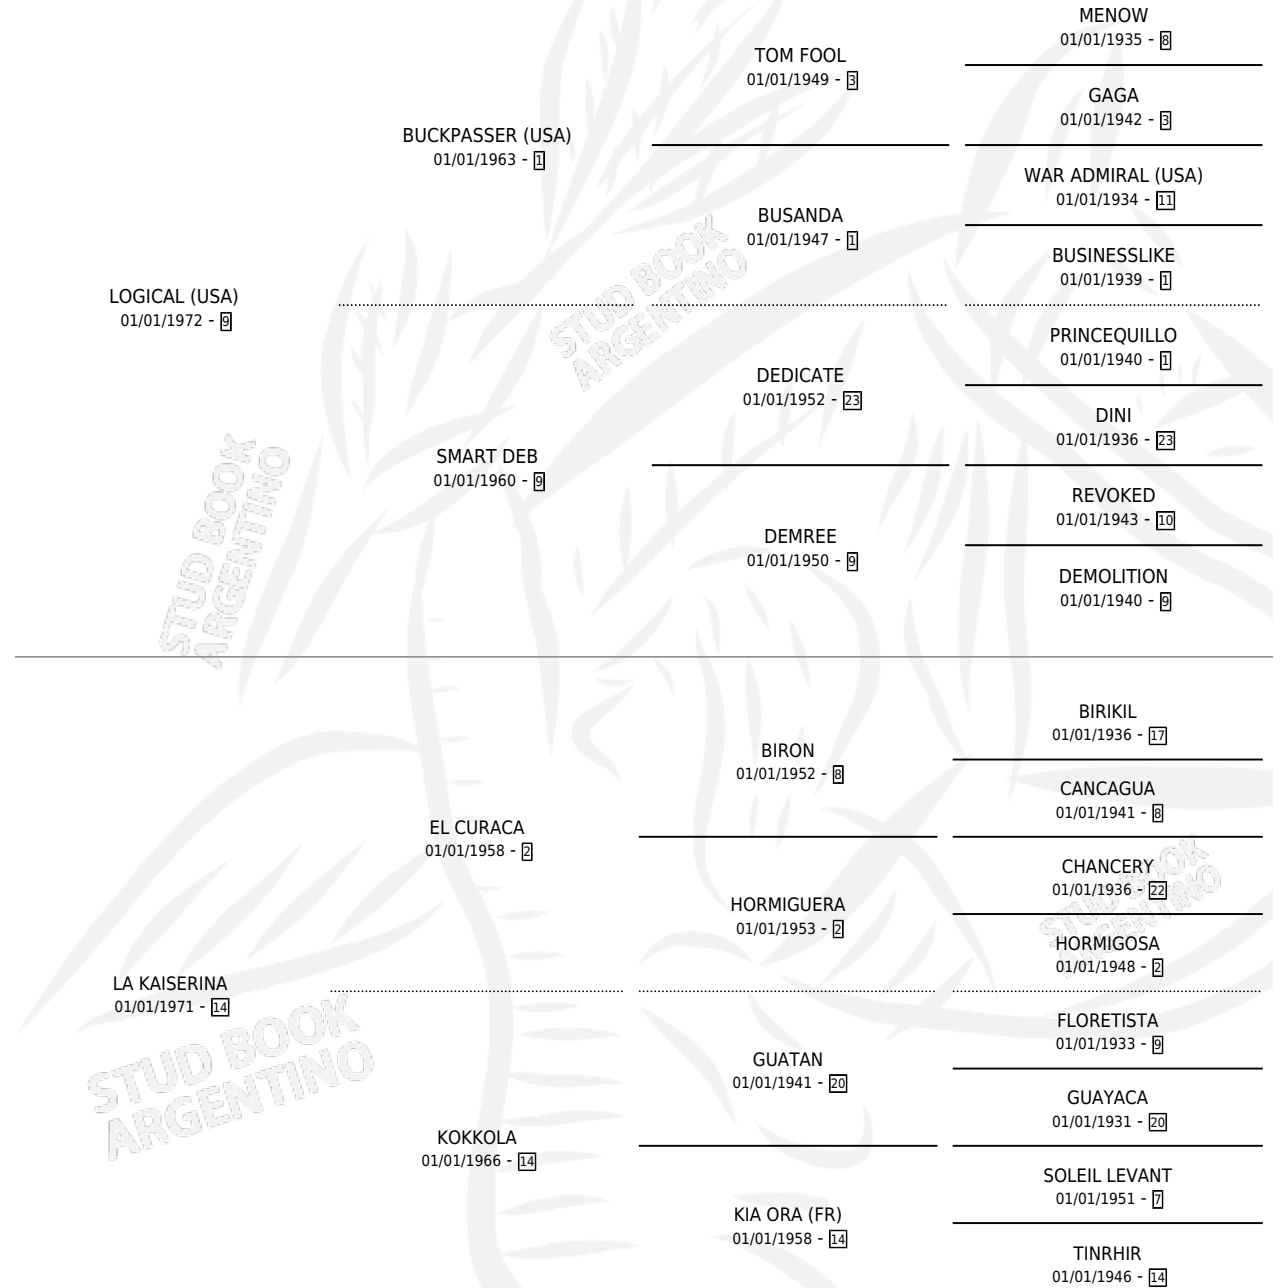 MENOW
01/01/1935 - 8
TOM FOOL
01/01/1949 - 3
GAGA
01/01/1942 - 3
BUCKPASSER (USA)
01/01/1963 - 1
WAR ADMIRAL (USA)
01/01/1934 - 11
BUSANDA
01/01/1947 - 1
BUSINESSLIKE
01/01/1939 - 1
LOGICAL (USA)
01/01/1972 - 9
PRINCEQUILLO
01/01/1940 - 1
DEDICATE
01/01/1952 - 23
DINI
01/01/1936 - 23
SMART DEB
01/01/1960 - 9
REVOKED
01/01/1943 - 10
DEMREE
01/01/1950 - 9
DEMOLITION
01/01/1940 - 9
BIRIKIL
01/01/1936 - 17
BIRON
01/01/1952 - 8
CANCAGUA
01/01/1941 - 8
EL CURACA
01/01/1958 - 2
CHANCERY
01/01/1936 - 22
HORMIGUERA
01/01/1953 - 2
HORMIGOSA
01/01/1948 - 2
LA KAISERINA
01/01/1971 - 14
FLORETISTA
01/01/1933 - 9
GUATAN
01/01/1941 - 20
GUAYACA
01/01/1931 - 20
KOKKOLA
01/01/1966 - 14
SOLEIL LEVANT
01/01/1951 - 7
KIA ORA (FR)
01/01/1958 - 14
TINRHIR
01/01/1946 - 14
STUD BOOK
ARGENTINO
STUD BOOK
ARGENTINO
STUD BOOK
ARGENTINO
STUD BOOK
ARGENTINO